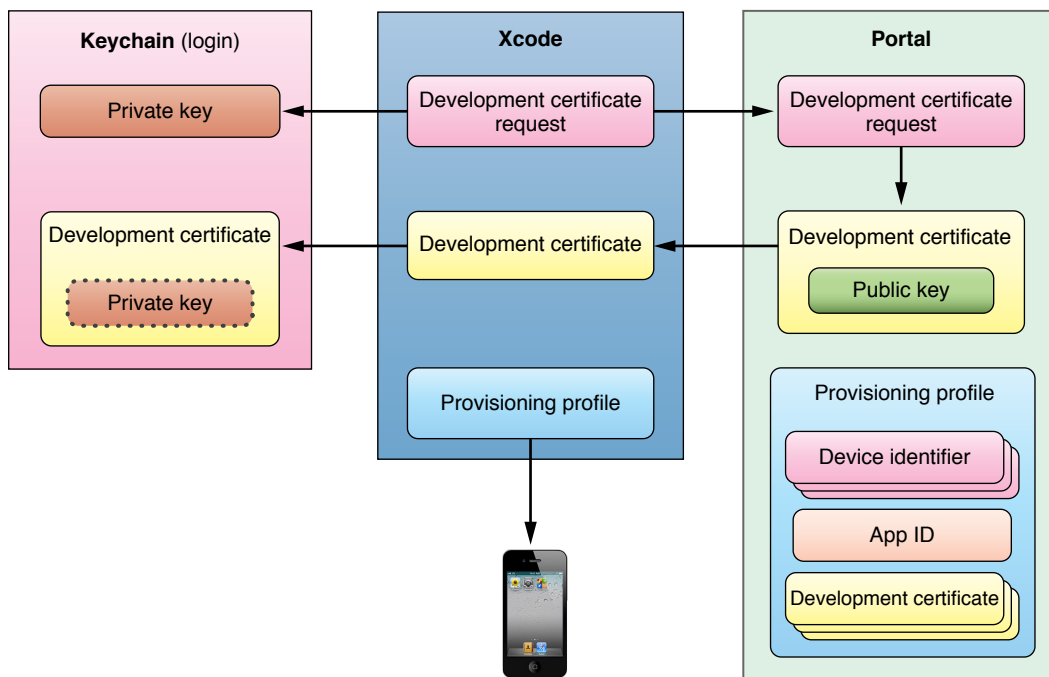 Keychain (login)
Private key
Development certificate
Private key
Xcode
Development certificate
request
Development certificate
Provisioning profile
Portal
Development certificate
request
Development certificate
Public key
Provisioning profile
Device identifier
App ID
Development certificate